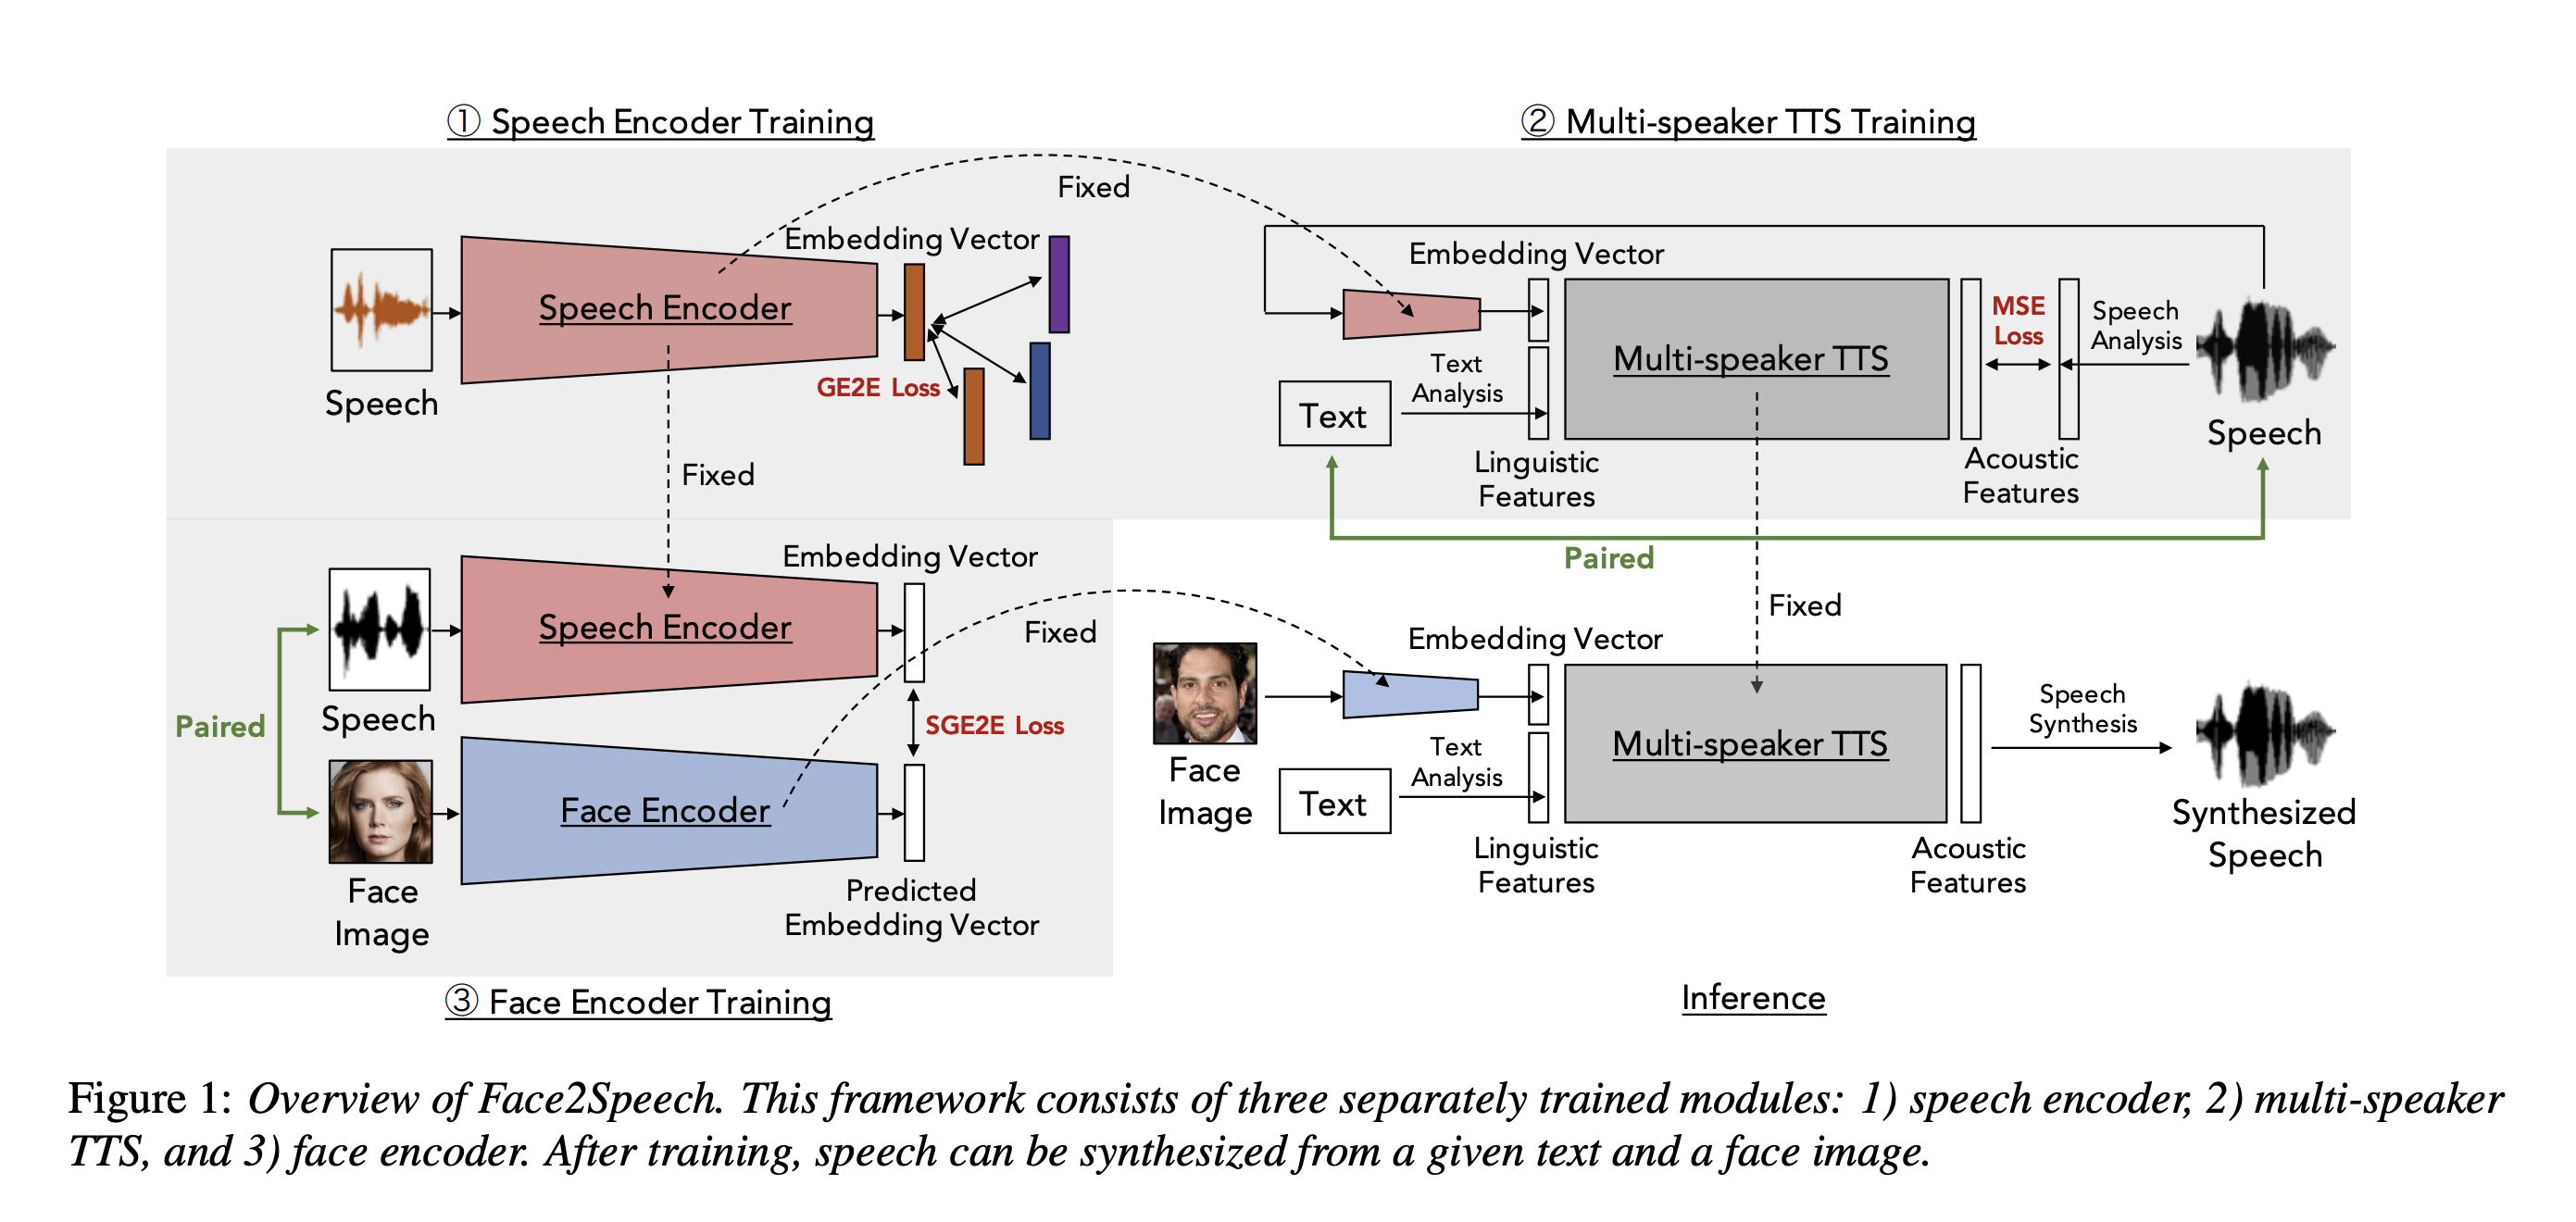 ① Speech Encoder Training
Fixed
Embedding Vector
Speech Encoder
Speech
GE2E Loss
Fixed
② Multi-speaker TTS Training
Embedding Vector
Multi-speaker TTS
MSE
Loss
Speech
Analysis
Text
Analysis
Text
Speech
Linguistic
Features
Acoustic
Features
Paired
Fixed
Embedding Vector
Speech Encoder
Speech
Paired
SGE2E Loss
Fixed
Face Encoder
Face
Image
Predicted
Embedding Vector
③ Face Encoder Training
Embedding Vector
Face
Image
Text
Analysis
Text
Multi-speaker TTS
Speech
Synthesis
Synthesized
Speech
Linguistic
Features
Acoustic
Features
Inference
Figure 1: Overview of Face2Speech. This framework consists of three separately trained modules: 1) speech encoder, 2) multi-speaker
TTS, and 3) face encoder. After training, speech can be synthesized from a given text and a face image.